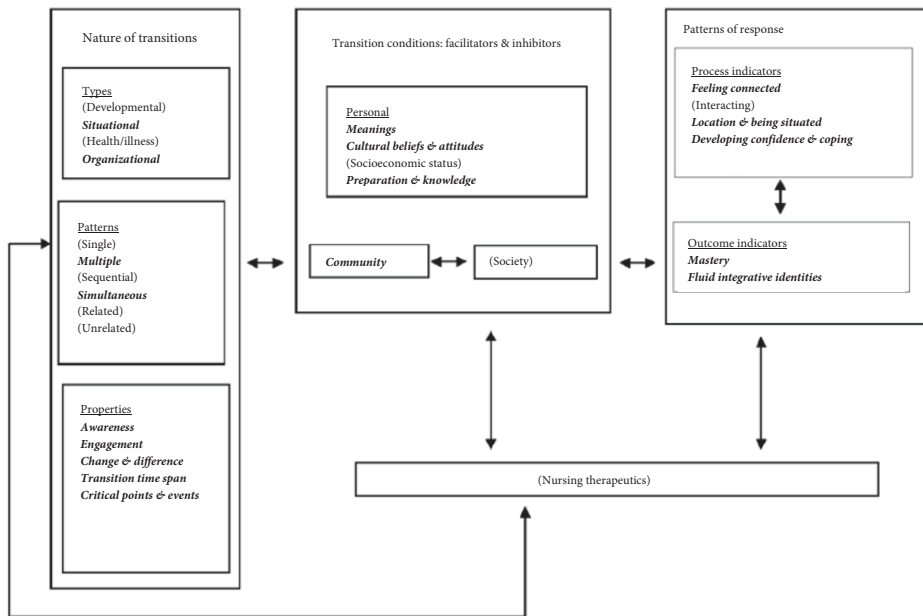 Nature of transitions
Types
(Developmental)
Situational
(Health/illness)
Organizational
Patterns
(Single)
Multiple
(Sequential)
Simultaneous
(Related)
(Unrelated)
Properties
Awareness
Engagement
Change & difference
Transition time span
Critical points & events
Transition conditions: facilitators & inhibitors
Personal
Meanings
Cultural beliefs & attitudes
(Socioeconomic status)
Preparation & knowledge
Community
(Society)
Patterns of response
Process indicators
Feeling connected
(Interacting)
Location & being situated
Developing confidence & coping
Outcome indicators
Mastery
Fluid integrative identities
(Nursing therapeutics)